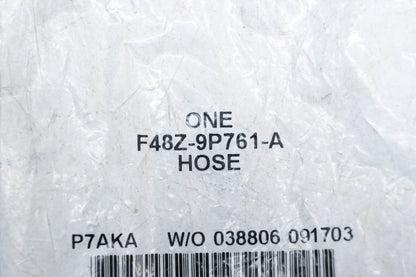 ONE
F48Z-9P761-A
HOSE
P7AKA W/O 038806 091703